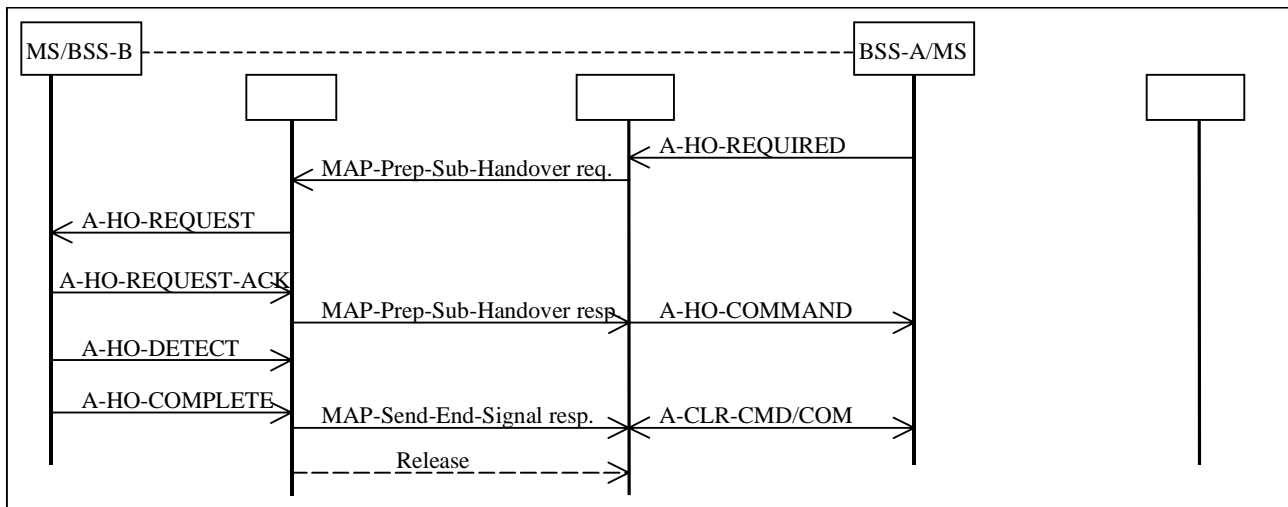 MS/BSS-B
BSS-A/MS
A-HO-REQUIRED
MAP-Prep-Sub-Handover req.
A-HO-REQUEST
A-HO-REQUEST-ACK
MAP-Prep-Sub-Handover resp.
A-HO-COMMAND
A-HO-DETECT
A-HO-COMPLETE
MAP-Send-End-Signal resp.
A-CLR-CMD/COM
Release